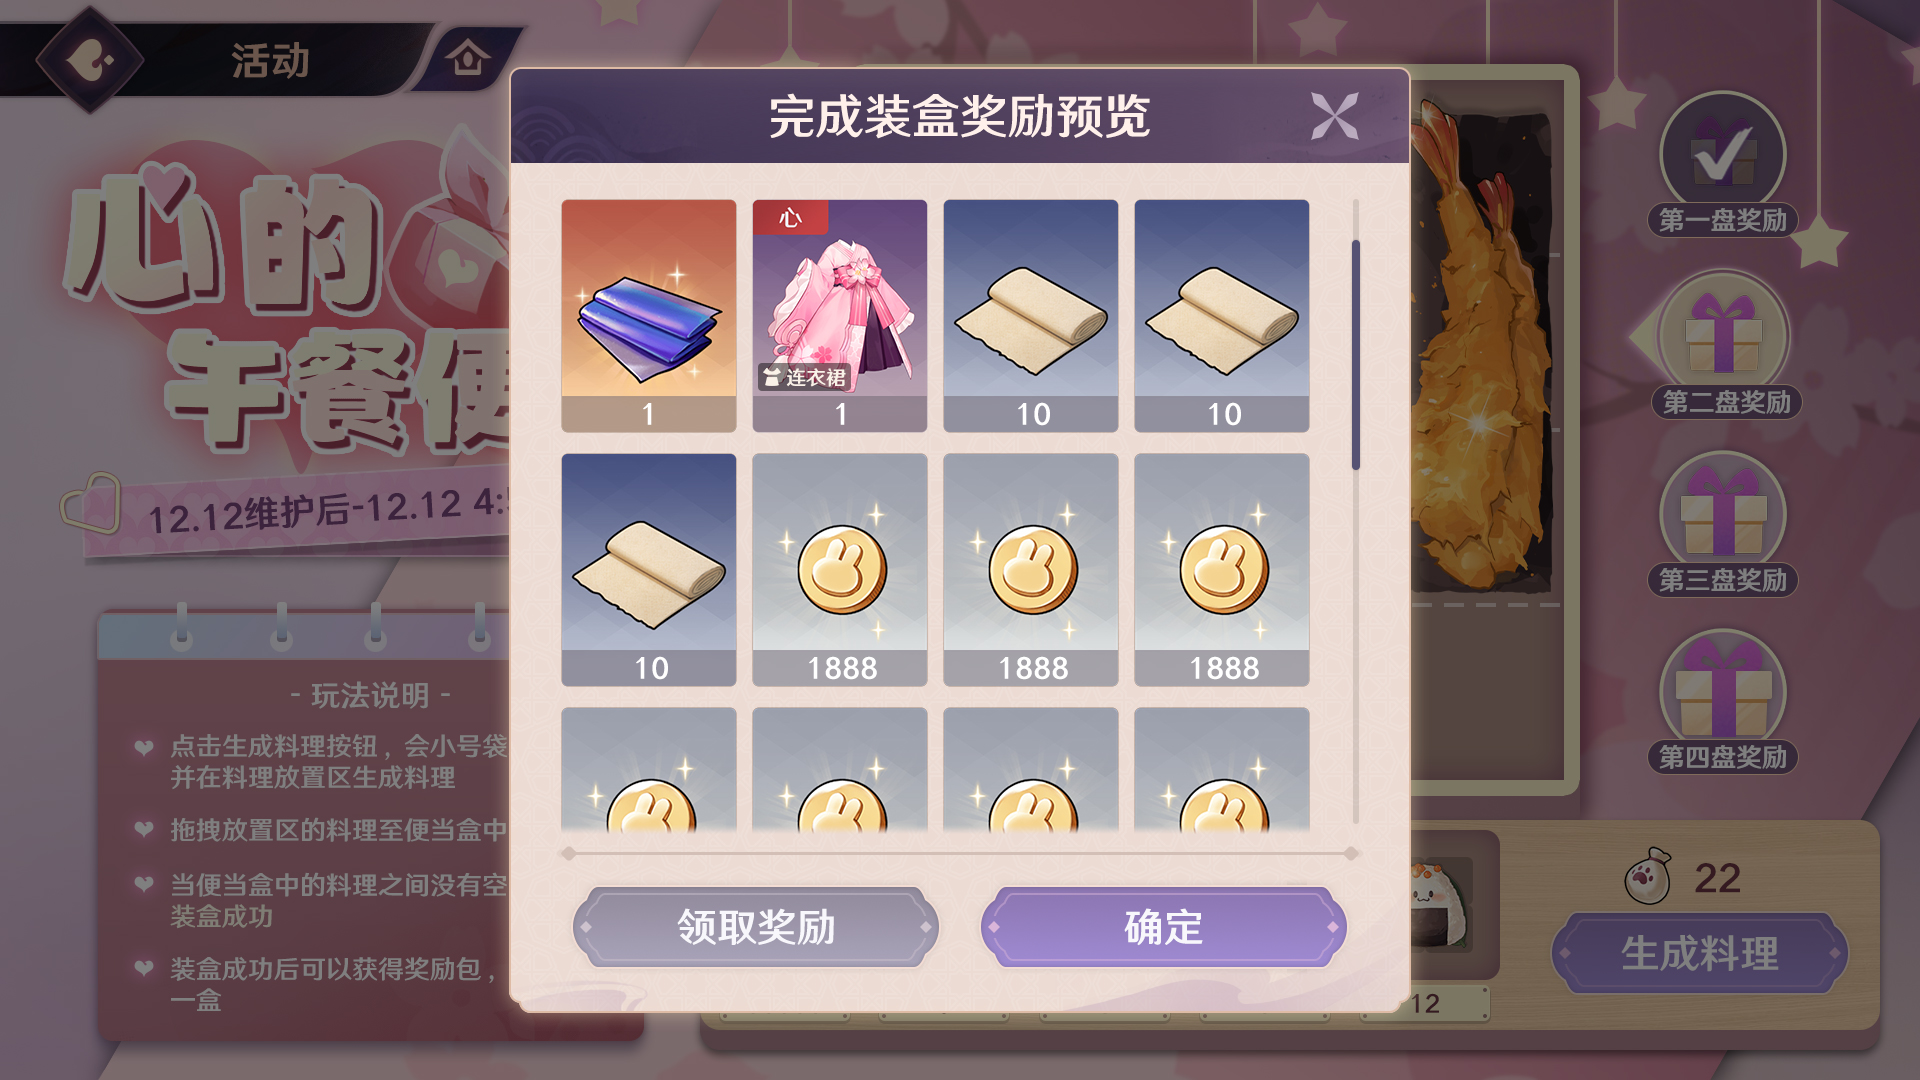 活动
完成装盒奖励预览
心的
午餐便
12.12维护后-12.12 4:
- 玩法说明 -
点击生成料理按钮，会小号袋
并在料理放置区生成料理
拖拽放置区的料理至便当盒中
当便当盒中的料理之间没有空
装盒成功
装盒成功后可以获得奖励包，
一盒
心
连衣裙
1
1
10
10
10
1888
1888
1888
领取奖励
确定
第一盘奖励
第二盘奖励
第三盘奖励
第四盘奖励
22
生成料理
12